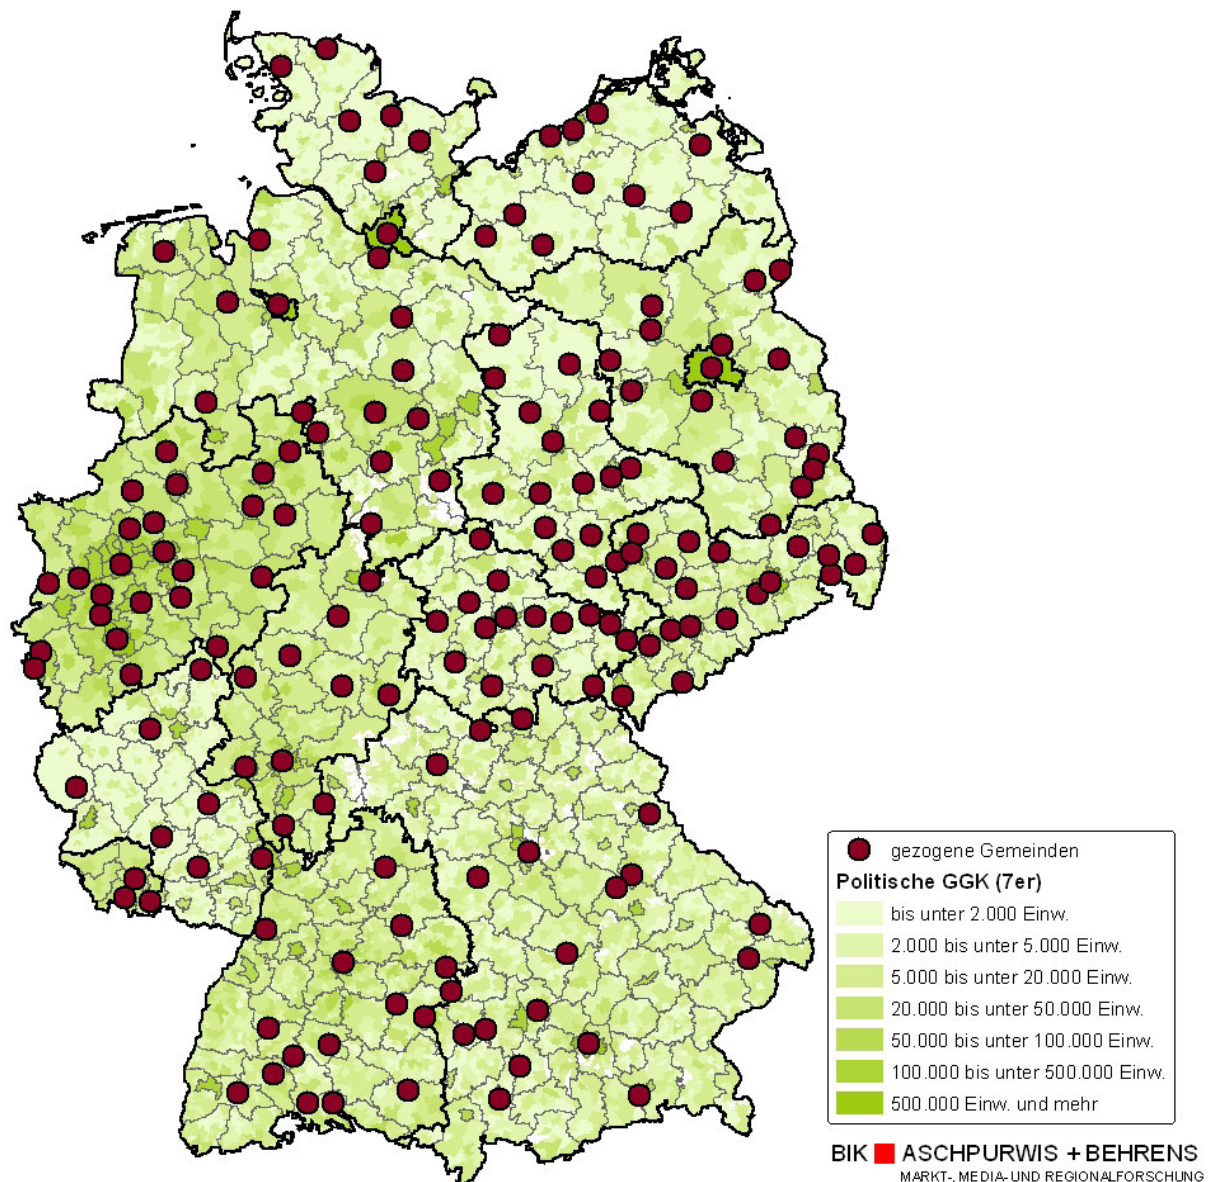 gezogene Gemeinden
Politische GGK (7er)
bis unter 2.000 Einw.
2.000 bis unter 5.000 Einw.
5.000 bis unter 20.000 Einw.
20.000 bis unter 50.000 Einw.
50.000 bis unter 100.000 Einw.
100.000 bis unter 500.000 Einw.
500.000 Einw. und mehr
BIK ASCHPURWIS + BEHRENS
MARKT-, MEDIA- UND REGIONALFORSCHUNG